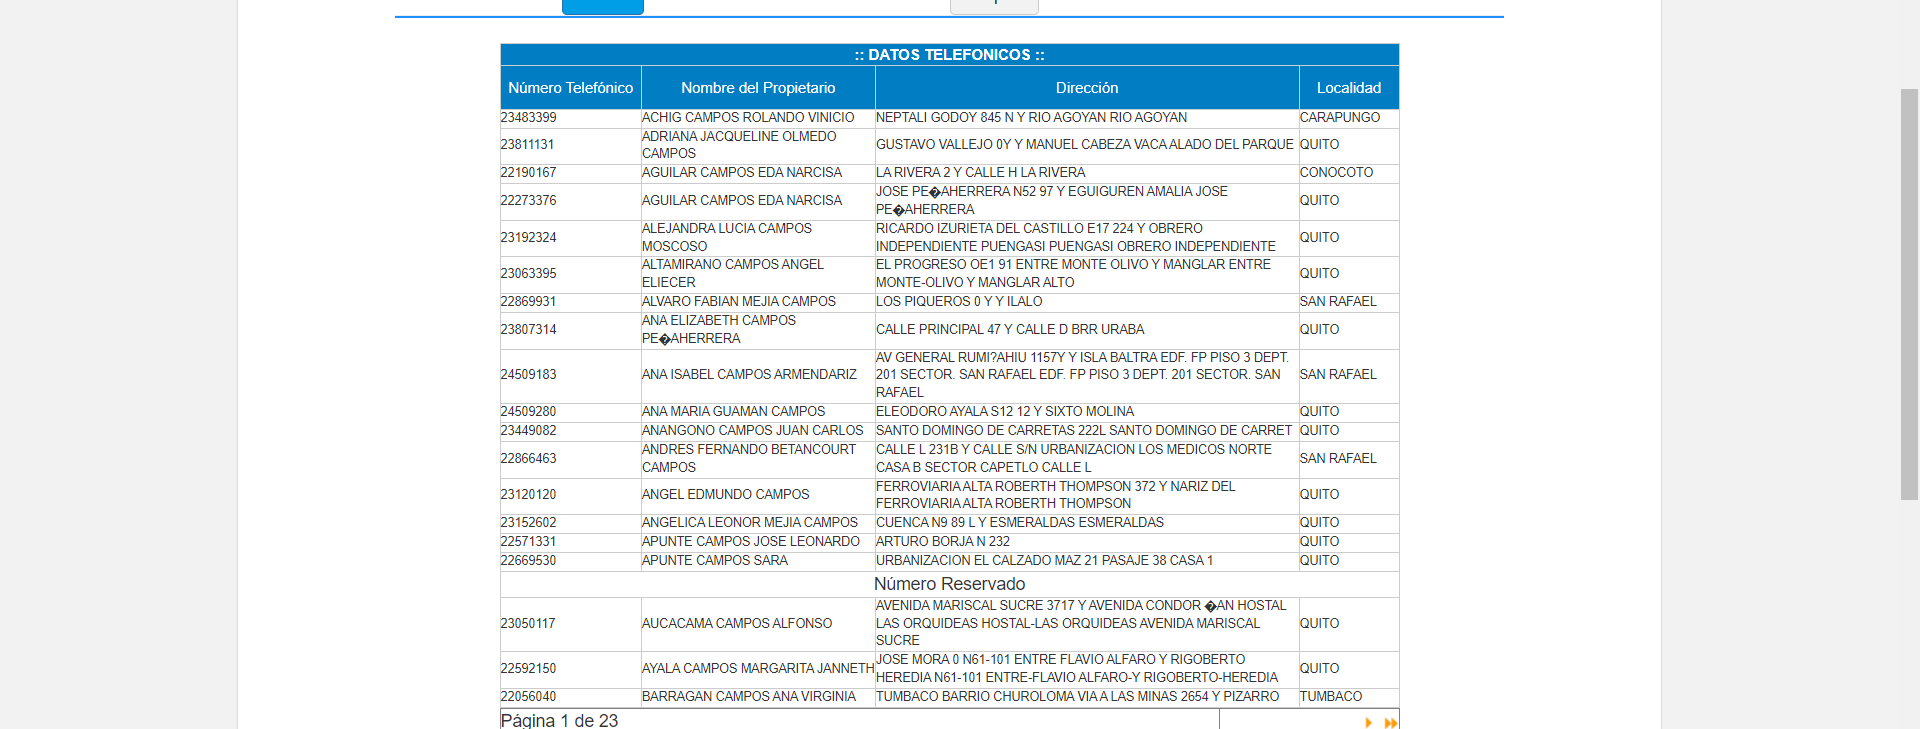 :: DATOS TELEFONICOS ::
Número Telefónico Nombre del Propietario Dirección Localidad
23483399 ACHIG CAMPOS ROLANDO VINICIO NEPTALI GODOY 845 N Y RIO AGOYAN RIO AGOYAN CARAPUNGO
23811131 ADRIANA JACQUELINE OLMEDO
CAMPOS GUSTAVO VALLEJO 0Y Y MANUEL CABEZA VACA ALADO DEL PARQUE QUITO
22190167 AGUILAR CAMPOS EDA NARCISA LA RIVERA 2 Y CALLE H LA RIVERA CONOCOTO
22273376 AGUILAR CAMPOS EDA NARCISA JOSE PE�AHERRERA N52 97 Y EGUIGUREN AMALIA JOSE
PE�AHERRERA QUITO
23192324 ALEJANDRA LUCIA CAMPOS
MOSCOSO RICARDO IZURIETA DEL CASTILLO E17 224 Y OBRERO
INDEPENDIENTE PUENGASI PUENGASI OBRERO INDEPENDIENTE QUITO
23063395 ALTAMIRANO CAMPOS ANGEL
ELIECER EL PROGRESO OE1 91 ENTRE MONTE OLIVO Y MANGLAR ENTRE
MONTE-OLIVO Y MANGLAR ALTO QUITO
22869931 ALVARO FABIAN MEJIA CAMPOS LOS PIQUEROS 0 Y Y ILALO SAN RAFAEL
23807314 ANA ELIZABETH CAMPOS
PE�AHERRERA CALLE PRINCIPAL 47 Y CALLE D BRR URABA QUITO
24509183 ANA ISABEL CAMPOS ARMENDARIZ AV GENERAL RUMI?AHIU 1157Y Y ISLA BALTRA EDF. FP PISO 3 DEPT.
201 SECTOR. SAN RAFAEL EDF. FP PISO 3 DEPT. 201 SECTOR. SAN
RAFAEL SAN RAFAEL
24509280 ANA MARIA GUAMAN CAMPOS ELEODORO AYALA S12 12 Y SIXTO MOLINA QUITO
23449082 ANANGONO CAMPOS JUAN CARLOS SANTO DOMINGO DE CARRETAS 222L SANTO DOMINGO DE CARRET QUITO
22866463 ANDRES FERNANDO BETANCOURT
CAMPOS CALLE L 231B Y CALLE S/N URBANIZACION LOS MEDICOS NORTE
CASA B SECTOR CAPETLO CALLE L SAN RAFAEL
23120120 ANGEL EDMUNDO CAMPOS FERROVIARIA ALTA ROBERTH THOMPSON 372 Y NARIZ DEL
FERROVIARIA ALTA ROBERTH THOMPSON QUITO
23152602 ANGELICA LEONOR MEJIA CAMPOS CUENCA N9 89 L Y ESMERALDAS ESMERALDAS QUITO
22571331 APUNTE CAMPOS JOSE LEONARDO ARTURO BORJA N 232 QUITO
22669530 APUNTE CAMPOS SARA URBANIZACION EL CALZADO MAZ 21 PASAJE 38 CASA 1 QUITO
Número Reservado
23050117 AUCACAMA CAMPOS ALFONSO AVENIDA MARISCAL SUCRE 3717 Y AVENIDA CONDOR �AN HOSTAL
LAS ORQUIDEAS HOSTAL-LAS ORQUIDEAS AVENIDA MARISCAL
SUCRE QUITO
22592150 AYALA CAMPOS MARGARITA JANNETH JOSE MORA 0 N61-101 ENTRE FLAVIO ALFARO Y RIGOBERTO
HEREDIA N61-101 ENTRE-FLAVIO ALFARO-Y RIGOBERTO-HEREDIA QUITO
22056040 BARRAGAN CAMPOS ANA VIRGINIA TUMBACO BARRIO CHUROLOMA VIA A LAS MINAS 2654 Y PIZARRO TUMBACO
Página 1 de 23